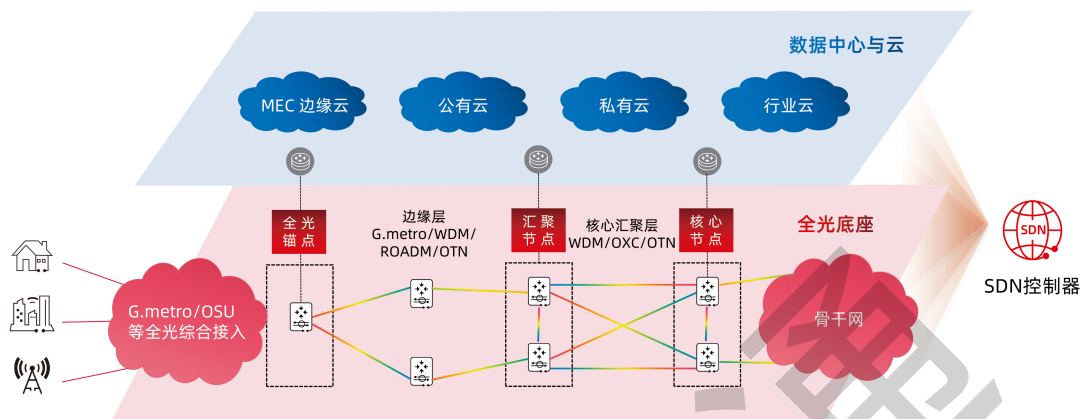 数据中心与云
MEC 边缘云
公有云
私有云
行业云
全光
锚点
边缘层
G.metro/WDM/
ROADM/OTN
汇聚
节点
核心汇聚层
WDM/OXC/OTN
核心
节点
全光底座
SDN
SDN控制器
G.metro/OSU
等全光综合接入
骨干网